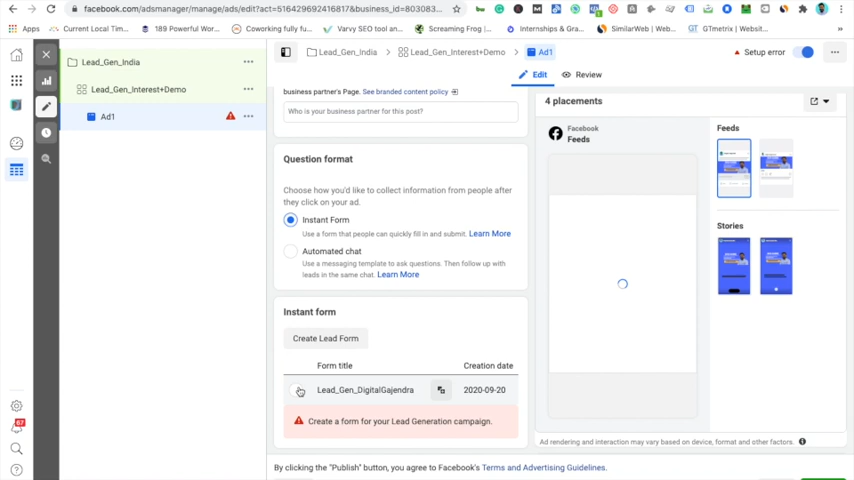 facebook.com/adsmanager/manage/ads/edit?act=516429692416817&business_id=803083...
Apps
Current Local Tim...
189 Powerful Wor...
Coworking fully fu...
Varvy SEO tool an...
Screaming Frog |...
Internships & Gra...
SimilarWeb | Web...
GTmetrix | Websit...
»
Lead_Gen_India
Lead_Gen_Interest+Demo
Ad1
Setup error
Lead_Gen_India
Lead_Gen_Interest+Demo
Ad1
Edit
Review
business partner's Page. See branded content policy
Who is your business partner for this post?
Question format
Choose how you'd like to collect information from people after
they click on your ad.
Instant Form
Use a form that people can quickly fill in and submit. Learn More
Automated chat
Use a messaging template to ask questions. Then follow up with
leads in the same chat. Learn More
Instant form
Create Lead Form
Form title
Creation date
Lead_Gen_DigitalGajendra
2020-09-20
Create a form for your Lead Generation campaign.
4 placements
Facebook
Feeds
Feeds
Stories
67
Ad rendering and interaction may vary based on device, format and other factors.
By clicking the "Publish" button, you agree to Facebook's Terms and Advertising Guidelines.